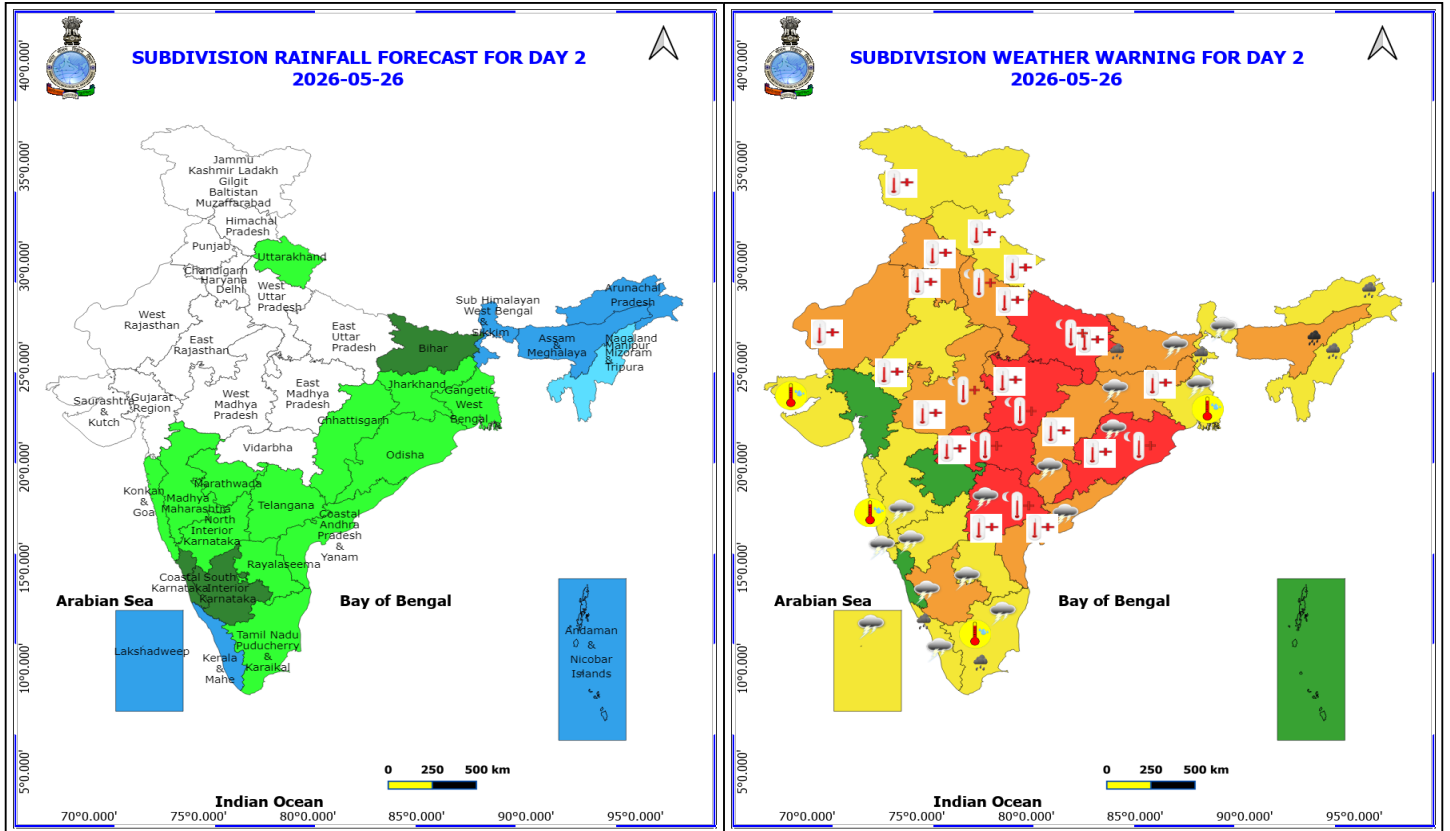 SUBDIVISION RAINFALL FORECAST FOR DAY 2
2026-05-26
40°0.000'
35°0.000'
30°0.000'
25°0.000'
20°0.000'
15°0.000'
10°0.000'
5°0.000'
Jammu
Kashmir Ladakh
Gilgit
Baltistan
Muzaffarabad
Himachal
Pradesh
Punjab
Uttarakhand
Chandigarh
Haryana
Delhi
West
Uttar
Pradesh
West
Rajasthan
East
Rajasthan
East
Uttar
Pradesh
Bihar
Sub Himalayan
West Bengal
&
Sikkim
Arunachal
Pradesh
Assam
&
Meghalaya
Nagaland
Manipur
Mizoram
&
Tripura
Jharkhand
Gangetic
West
Bengal
Saurashtra
&
Kutch
Gujarat
Region
West
Madhya
Pradesh
East
Madhya
Pradesh
Chhattisgarh
Vidarbha
Odisha
Konkan
&
Goa
Marathwada
Madhya
Maharashtra
Telangana
North
Interior
Karnataka
Coastal
Andhra
Pradesh
&
Yanam
Rayalaseema
Coastal
Karnataka
South
Interior
Karnataka
Arabian Sea
Bay of Bengal
Lakshadweep
Kerala
&
Mahe
Tamil Nadu
Puducherry
&
Karaikal
Andaman
&
Nicobar
Islands
0 250 500 km
Indian Ocean
70°0.000' 75°0.000' 80°0.000' 85°0.000' 90°0.000' 95°0.000'
SUBDIVISION WEATHER WARNING FOR DAY 2
2026-05-26
40°0.000'
35°0.000'
30°0.000'
25°0.000'
20°0.000'
15°0.000'
10°0.000'
5°0.000'
Arabian Sea
Bay of Bengal
0 250 500 km
Indian Ocean
70°0.000' 75°0.000' 80°0.000' 85°0.000' 90°0.000' 95°0.000'